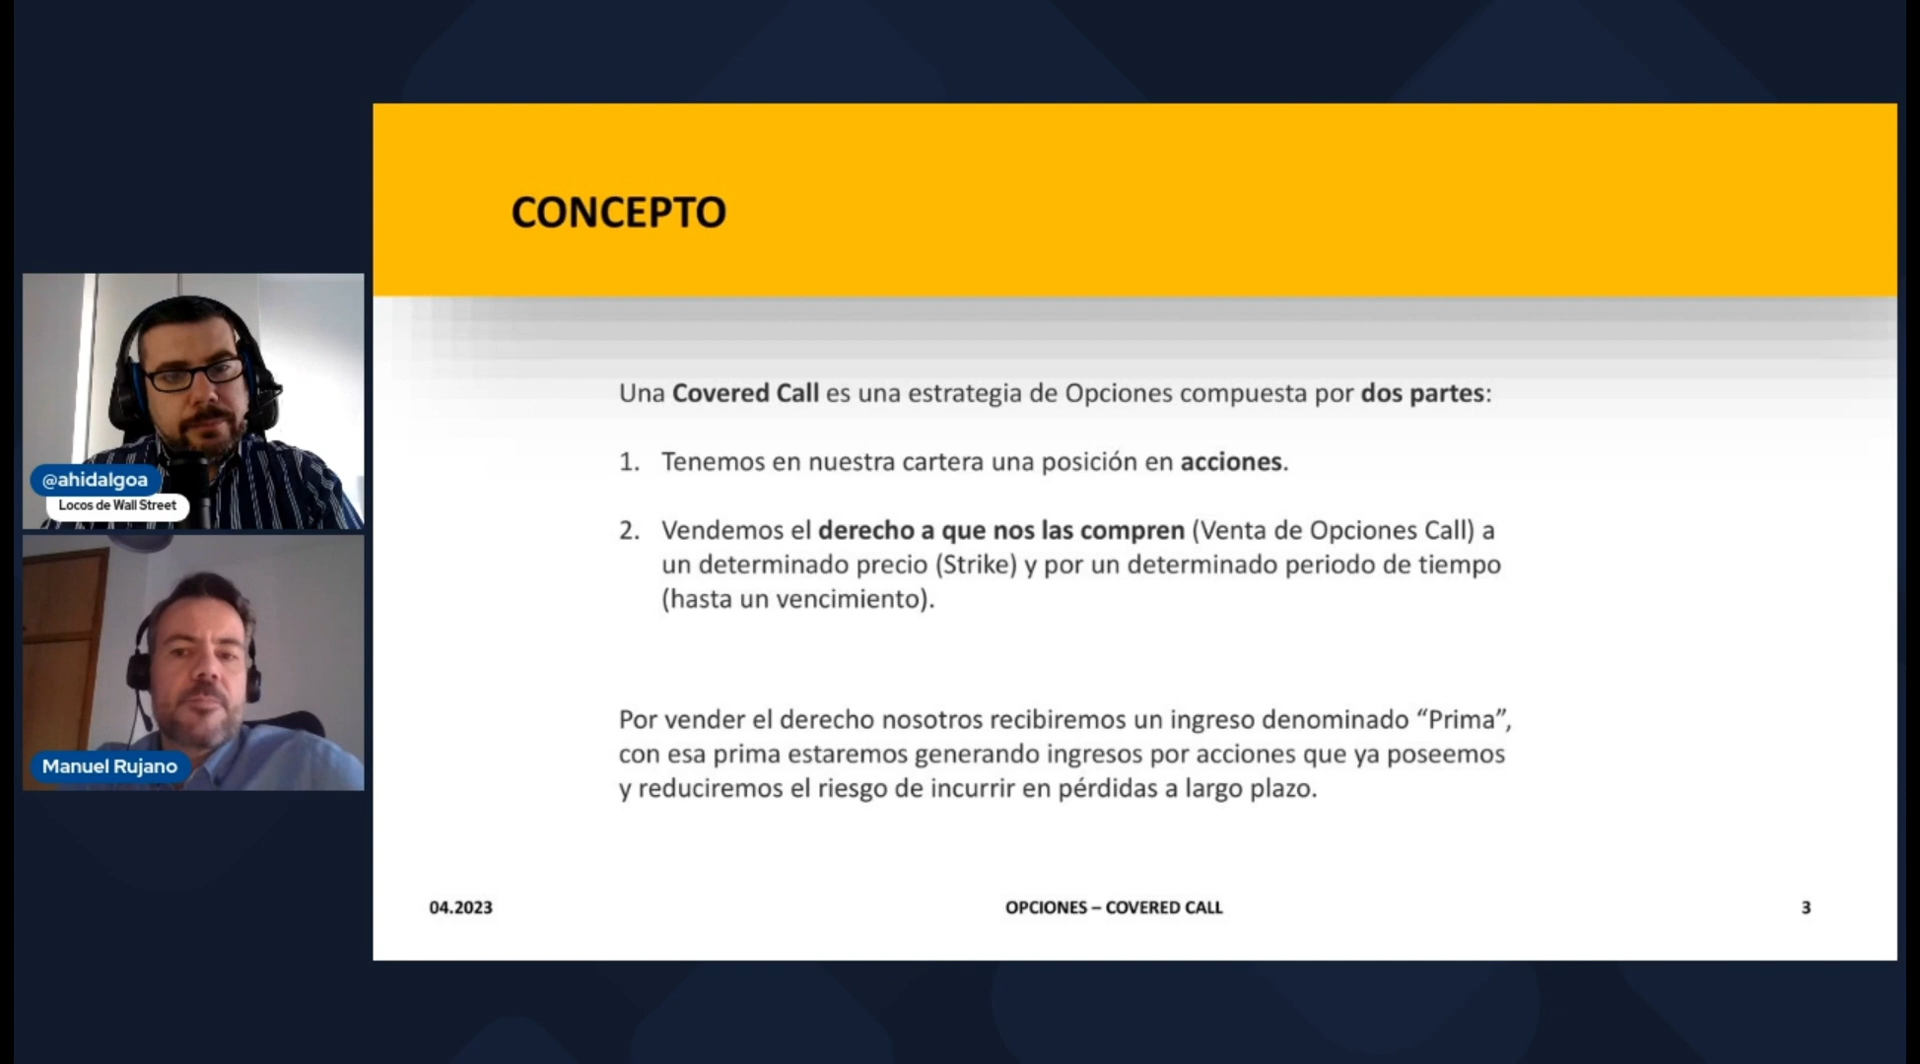 CONCEPTO
Una Covered Call es una estrategia de Opciones compuesta por dos partes:
1. Tenemos en nuestra cartera una posición en acciones.
2. Vendemos el derecho a que nos las compren (Venta de Opciones Call) a
un determinado precio (Strike) y por un determinado periodo de tiempo
(hasta un vencimiento).
Por vender el derecho nosotros recibiremos un ingreso denominado “Prima”,
con esa prima estaremos generando ingresos por acciones que ya poseemos
y reduciremos el riesgo de incurrir en pérdidas a largo plazo.
04.2023
OPCIONES – COVERED CALL
3
@ahidalgoa
Locos de Wall Street
Manuel Rujano